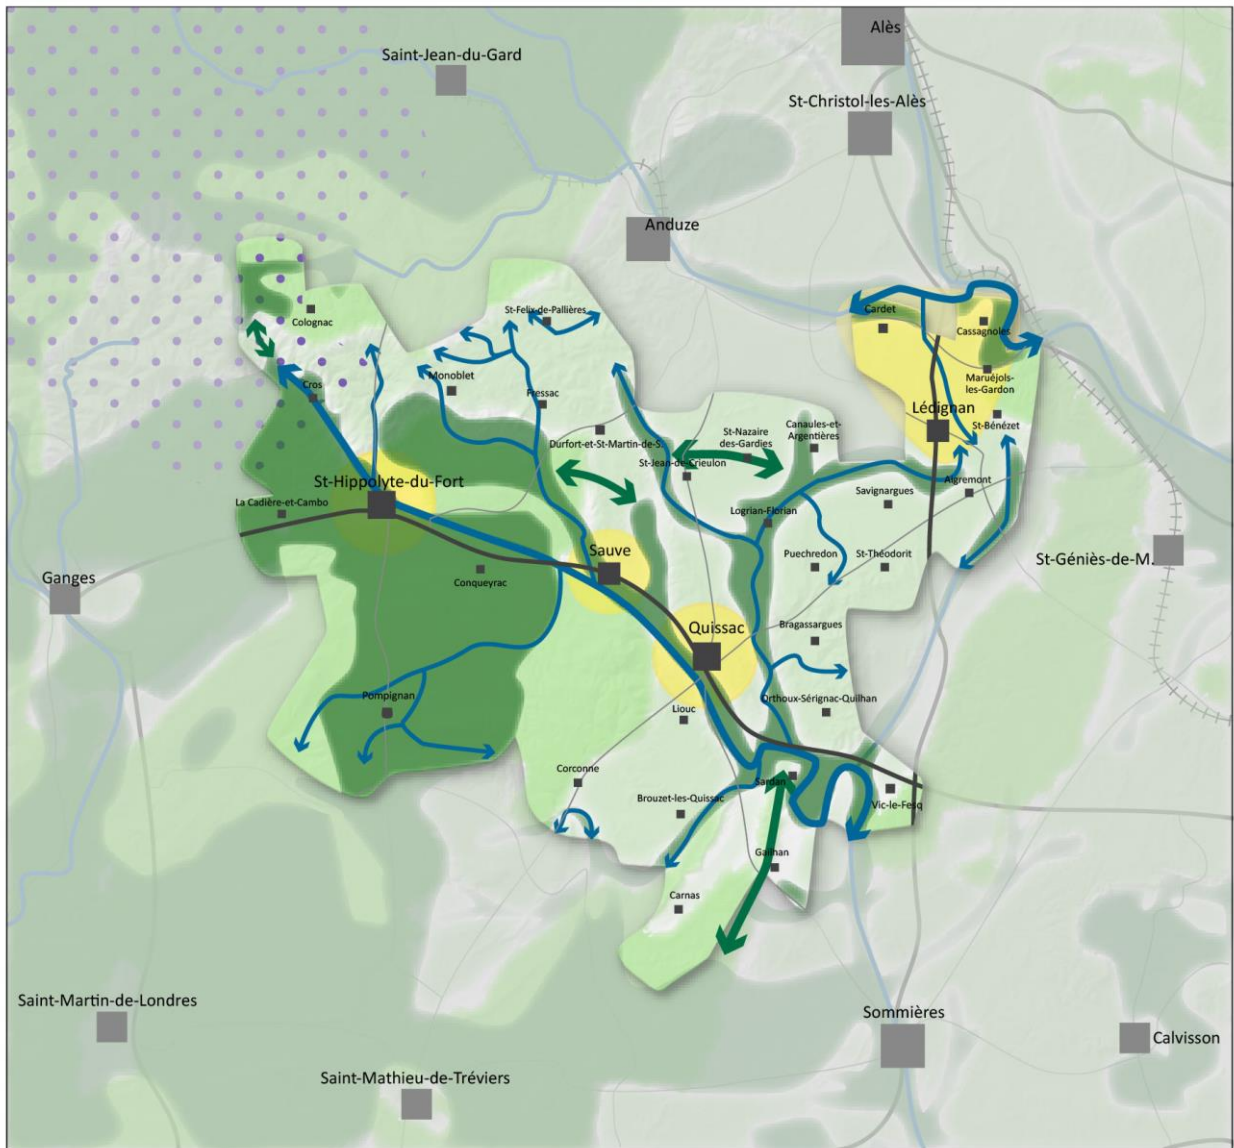 Alès
Saint-Jean-du-Gard
St-Christol-les-Alès
Anduze
St-Felix-de-Pallières
Cardet
Colognac
Cassagnoles
Monoblet
Cros
Maruéjols-
les-Gardon
Fressac
Lédignan
St-Bénézet
Canaules-et-
Argentières
St-Nazaire
des-Gardies
Durfort-et-St-Martin-de-S.
St-Jean-de-Crieulon
St-Hippolyte-du-Fort
Aigremont
Savignargues
La Cadière-et-Cambo
Logrian-Florian
Sauve
Puechredon
St-Théodorit
St-Géniès-de-M.
Conqueyrac
Ganges
Quissac
Bragassargues
Pompignan
Orthoux-Sérignac-Quilhan
Liouc
Corconne
Sardan
Brouzet-les-Quissac
Vic-le-Fesq
Gailhan
Carnas
Saint-Martin-de-Londres
Sommières
Calvisson
Saint-Mathieu-de-Tréviers